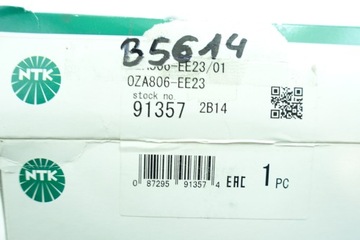 B5614
-EE23/01
NTK
OZA806-EE23
stock no
91357 2B14
NTK
0 87295 91357 4
EAC 1 PC